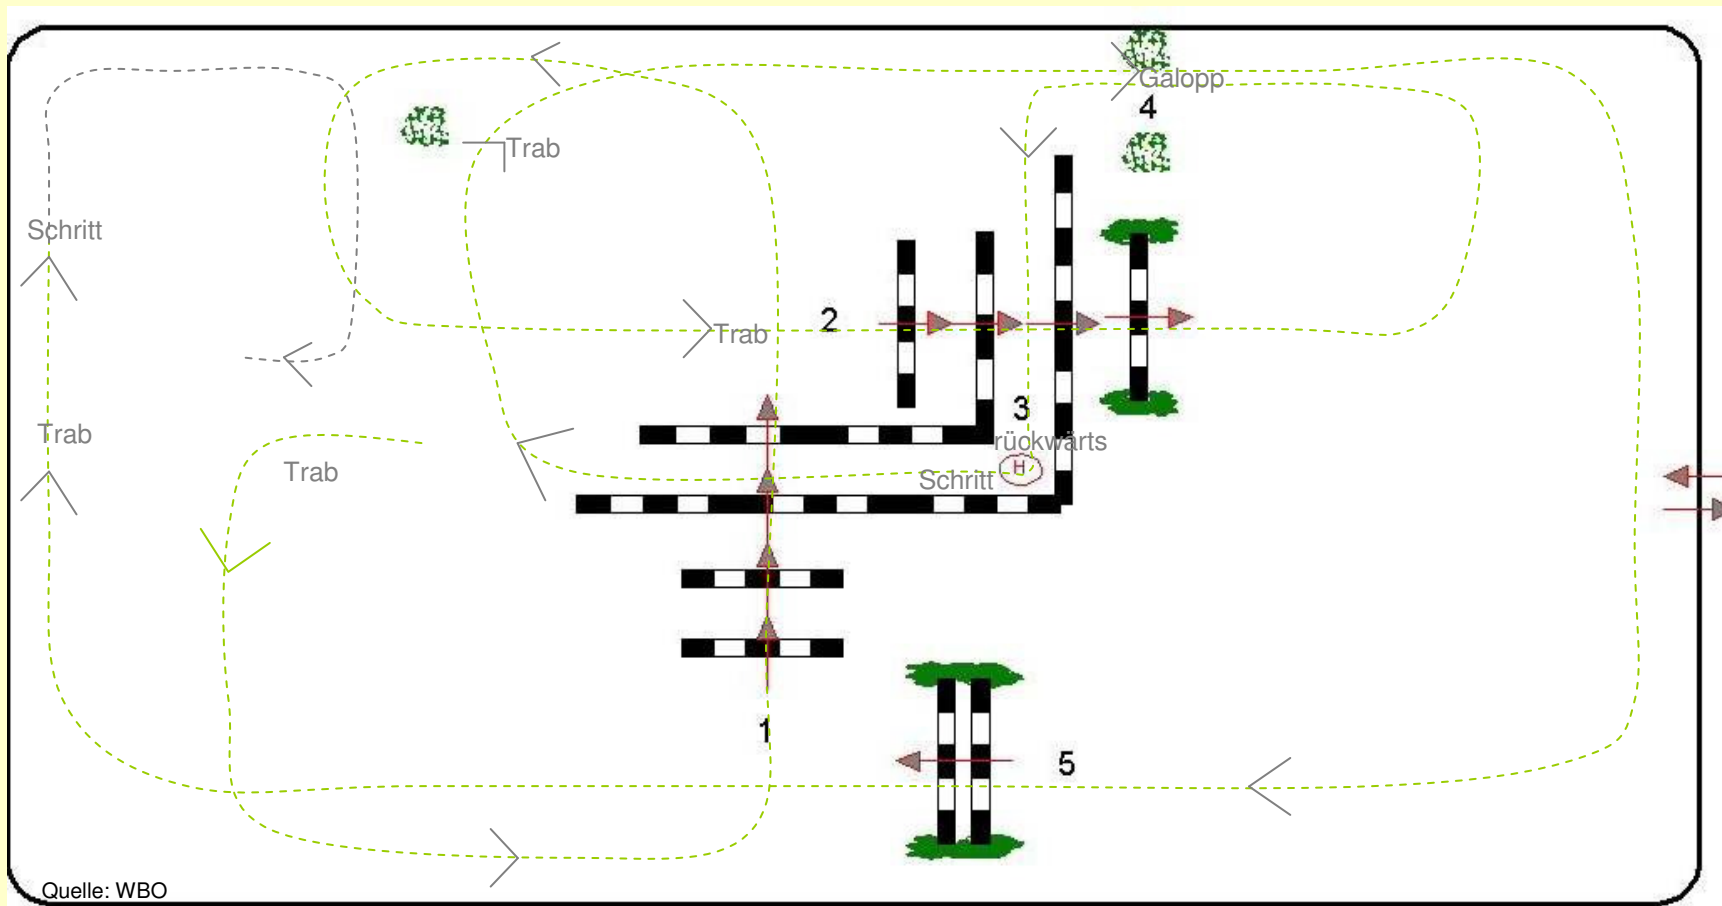 Galopp
4
Trab
Schritt
2
Trab
3
Trab
rückwärts
Trab
Schritt
H
1
5
Quelle: WBO